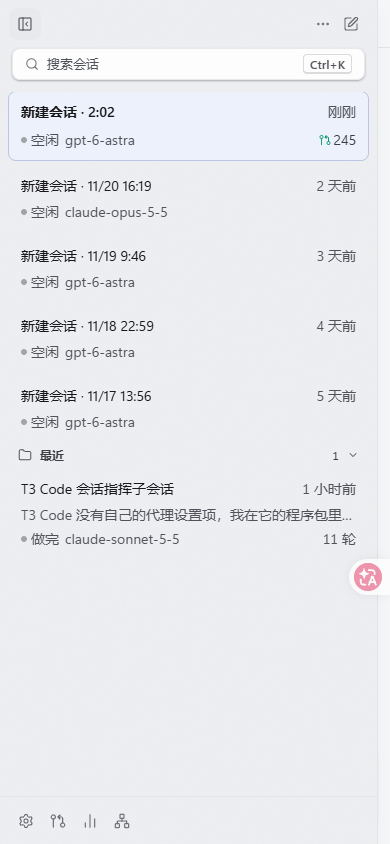 搜索会话 Ctrl+K
新建会话 · 2:02 刚刚
空闲 gpt-6-astra 245
新建会话 · 11/20 16:19 2 天前
空闲 claude-opus-5-5
新建会话 · 11/19 9:46 3 天前
空闲 gpt-6-astra
新建会话 · 11/18 22:59 4 天前
空闲 gpt-6-astra
新建会话 · 11/17 13:56 5 天前
空闲 gpt-6-astra
最近 1
T3 Code 会话指挥子会话 1 小时前
T3 Code 没有自己的代理设置项，我在它的程序包里...
做完 claude-sonnet-5-5 11 轮